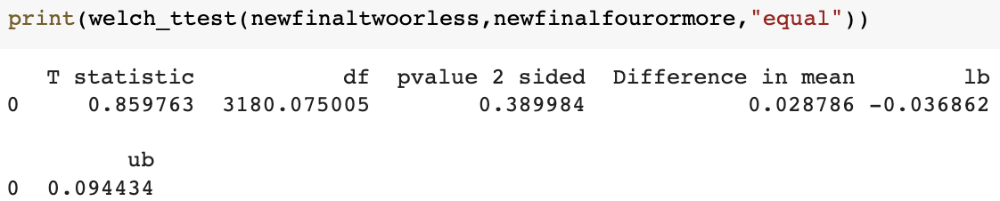 print(welch_ttest(newfinaltwoorless,newfinalfourormore,"equal"))
T statistic df pvalue 2 sided Difference in mean lb
0 0.859763 3180.075005 0.389984 0.028786 -0.036862
ub
0 0.094434